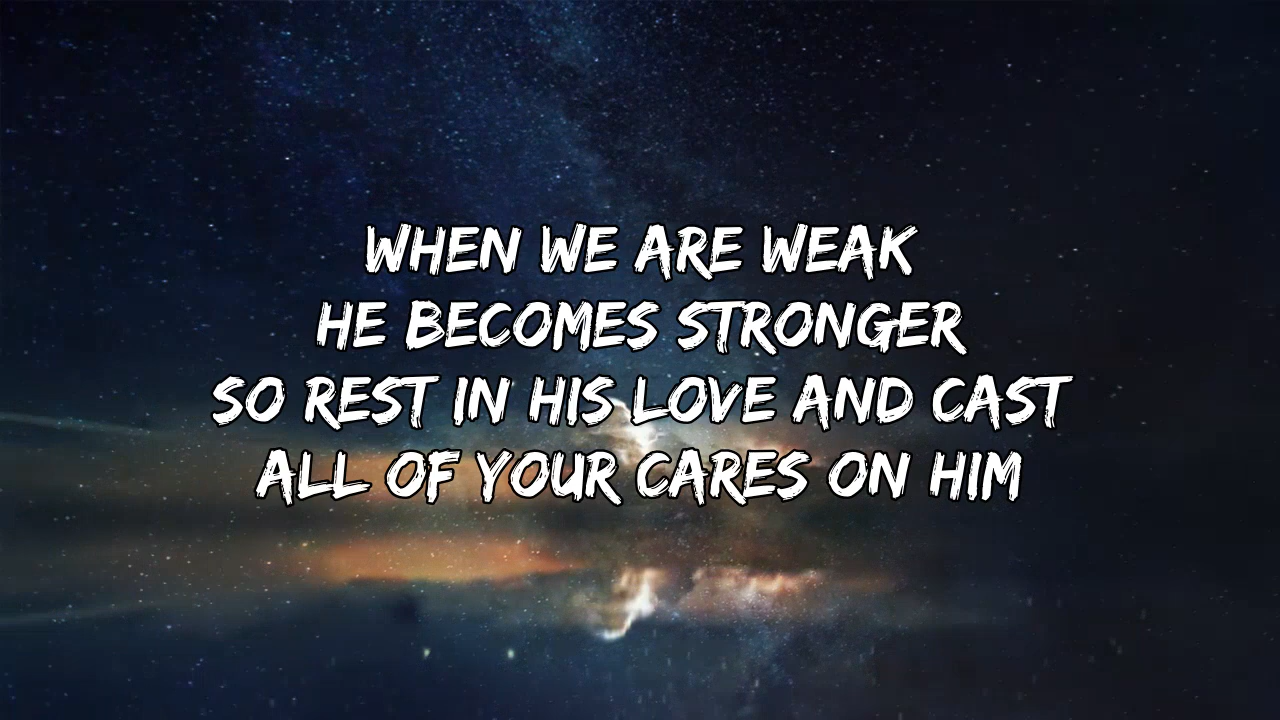 WHEN WE ARE WEAK
HE BECOMES STRONGER
SO REST IN HIS LOVE AND CAST
ALL OF YOUR CARES ON HIM